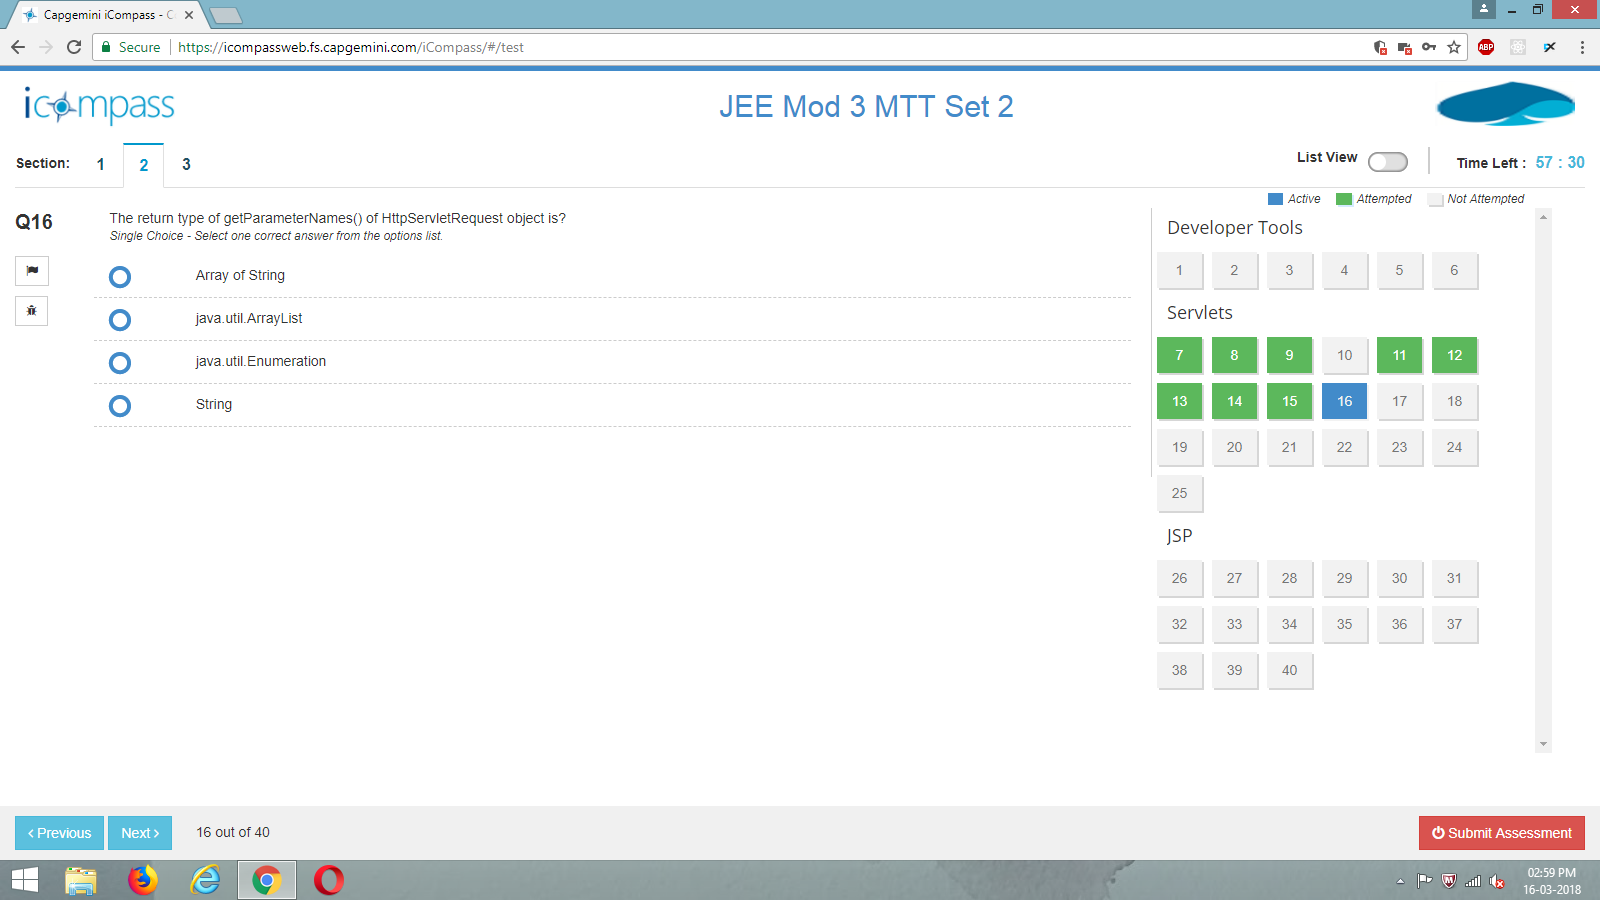 Capgemini iCompass - C
Secure
https://icompassweb.fs.capgemini.com/iCompass/#/test
ABP
icompass
JEE Mod 3 MTT Set 2
Section: 1 2 3
List View
Time Left : 57 : 30
Active Attempted Not Attempted
Q16
The return type of getParameterNames() of HttpServletRequest object is?
Single Choice - Select one correct answer from the options list.
Array of String
java.util.ArrayList
java.util.Enumeration
String
Developer Tools
1 2 3 4 5 6
Servlets
7 8 9 10 11 12
13 14 15 16 17 18
19 20 21 22 23 24
25
JSP
26 27 28 29 30 31
32 33 34 35 36 37
38 39 40
Previous
Next
16 out of 40
Submit Assessment
02:59 PM
16-03-2018